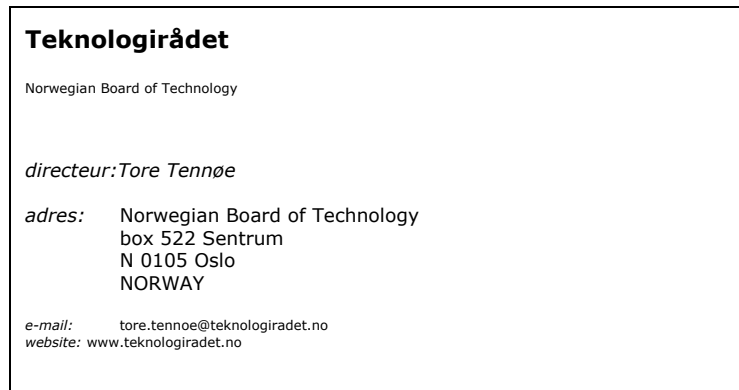 Teknologirådet
Norwegian Board of Technology
directeur:Tore Tennøe
adres: Norwegian Board of Technology
box 522 Sentrum
N 0105 Oslo
NORWAY
e-mail: tore.tennoe@teknologiradet.no
website: www.teknologiradet.no